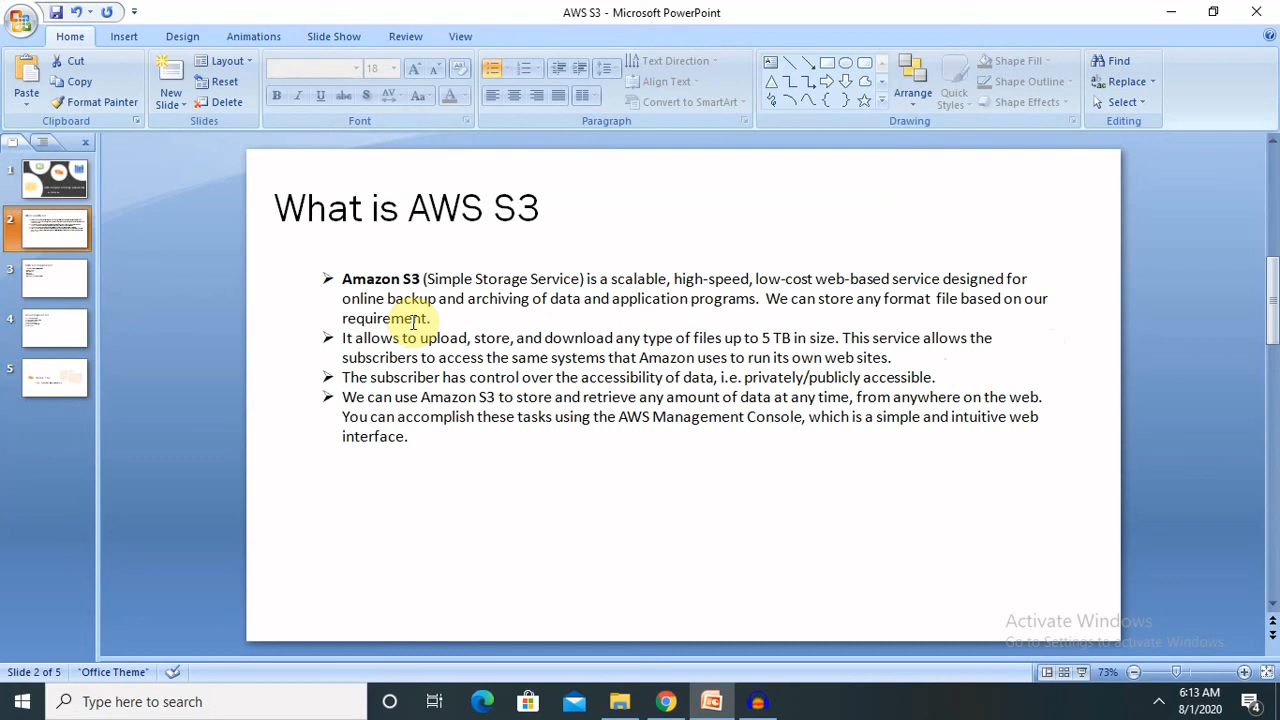 AWS S3 - Microsoft PowerPoint
Home Insert Design Animations Slide Show Review View
Paste
Cut
Copy
Format Painter
Clipboard
New Slide
Layout
Reset
Delete
Slides
18
B I U abc S AV Aa A
Font
Text Direction
Align Text
Convert to SmartArt
Paragraph
Arrange
Quick Styles
Shape Fill
Shape Outline
Shape Effects
Drawing
Find
Replace
Select
Editing
1
2
3
4
5
What is AWS S3
Amazon S3 (Simple Storage Service) is a scalable, high-speed, low-cost web-based service designed for
online backup and archiving of data and application programs.  We can store any format  file based on our
requirement.
It allows to upload, store, and download any type of files up to 5 TB in size. This service allows the
subscribers to access the same systems that Amazon uses to run its own web sites.
The subscriber has control over the accessibility of data, i.e. privately/publicly accessible.
We can use Amazon S3 to store and retrieve any amount of data at any time, from anywhere on the web.
You can accomplish these tasks using the AWS Management Console, which is a simple and intuitive web
interface.
Activate Windows
Go to Settings to activate Windows.
Slide 2 of 5 "Office Theme" 73%
Type here to search
6:13 AM
8/1/2020
4